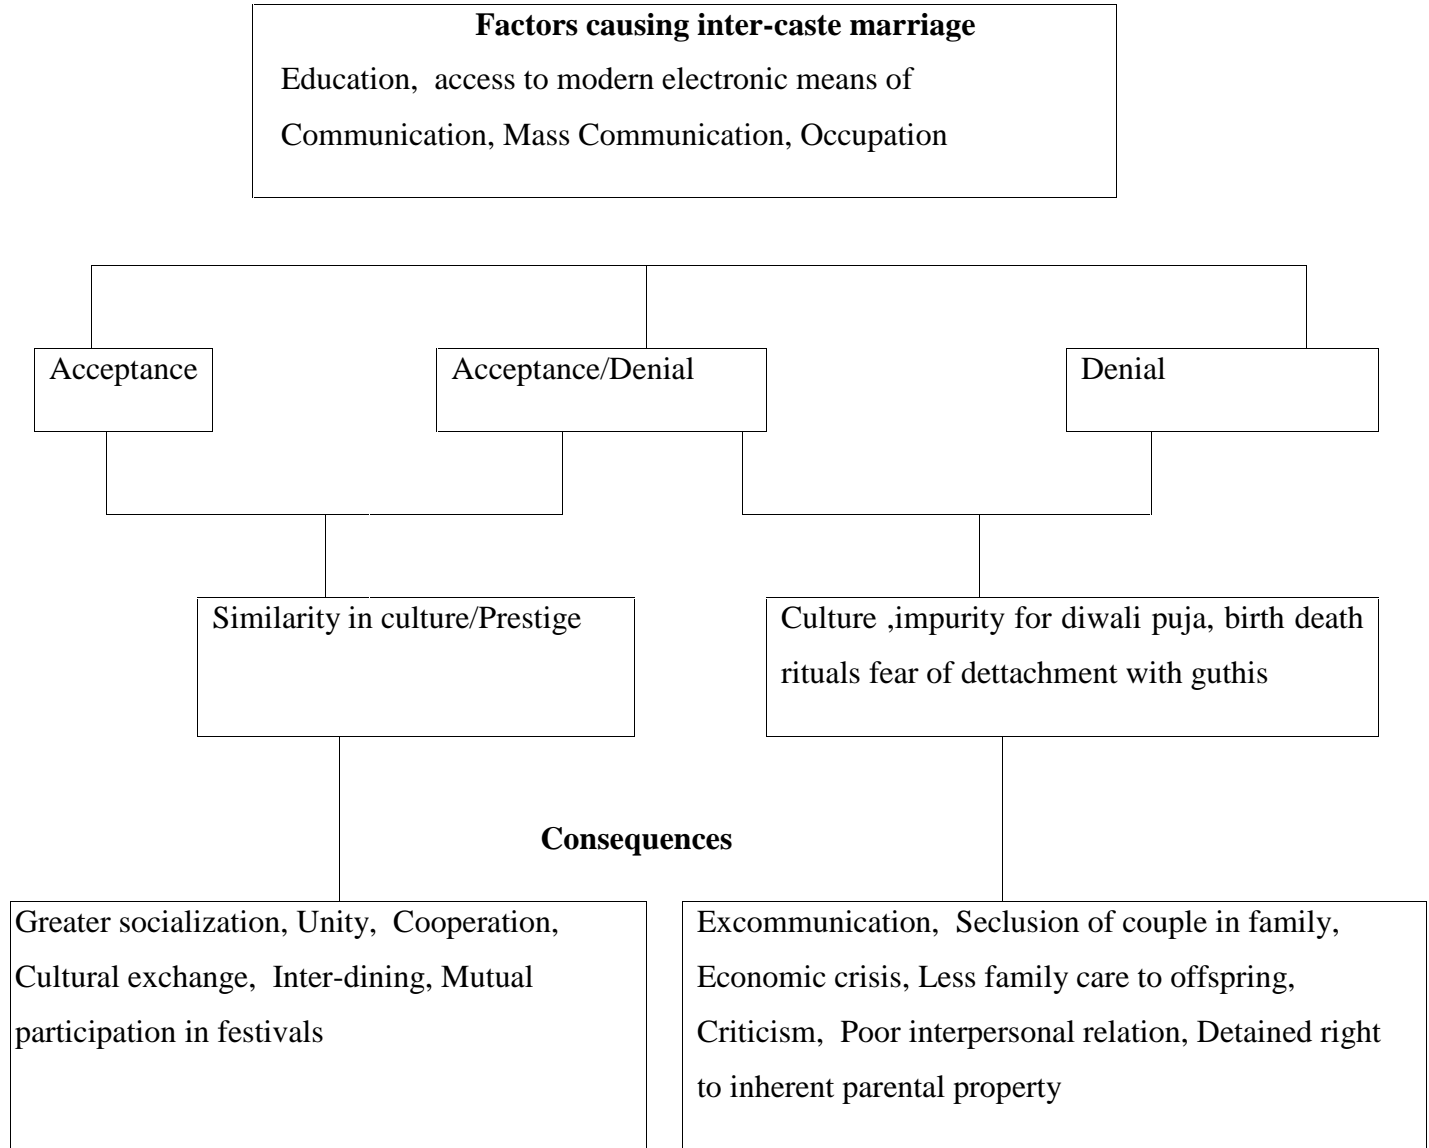 Factors causing inter-caste marriage
Education, access to modern electronic means of
Communication, Mass Communication, Occupation
Acceptance
Acceptance/Denial
Denial
Similarity in culture/Prestige
Culture ,impurity for diwali puja, birth death
rituals fear of dettachment with guthis
Consequences
Greater socialization, Unity, Cooperation,
Cultural exchange, Inter-dining, Mutual
participation in festivals
Excommunication, Seclusion of couple in family,
Economic crisis, Less family care to offspring,
Criticism, Poor interpersonal relation, Detained right
to inherent parental property